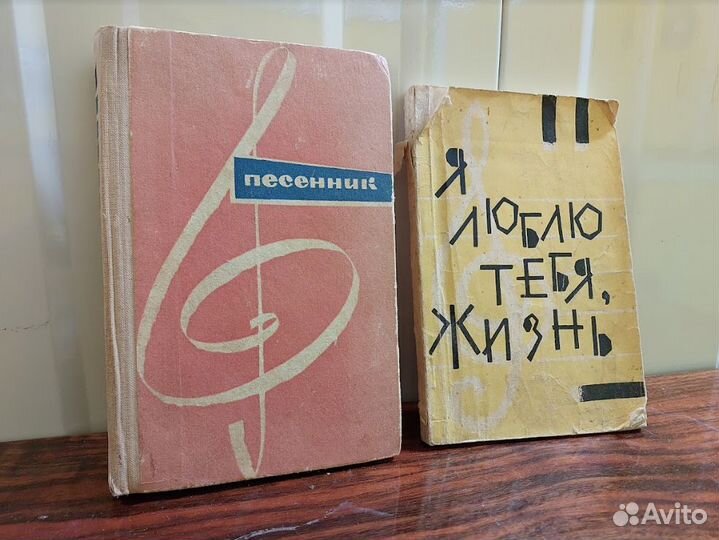 песенник
Я
ЛЮБЛЮ
ТЕБЯ,
ЖИЗНЬ
Avito